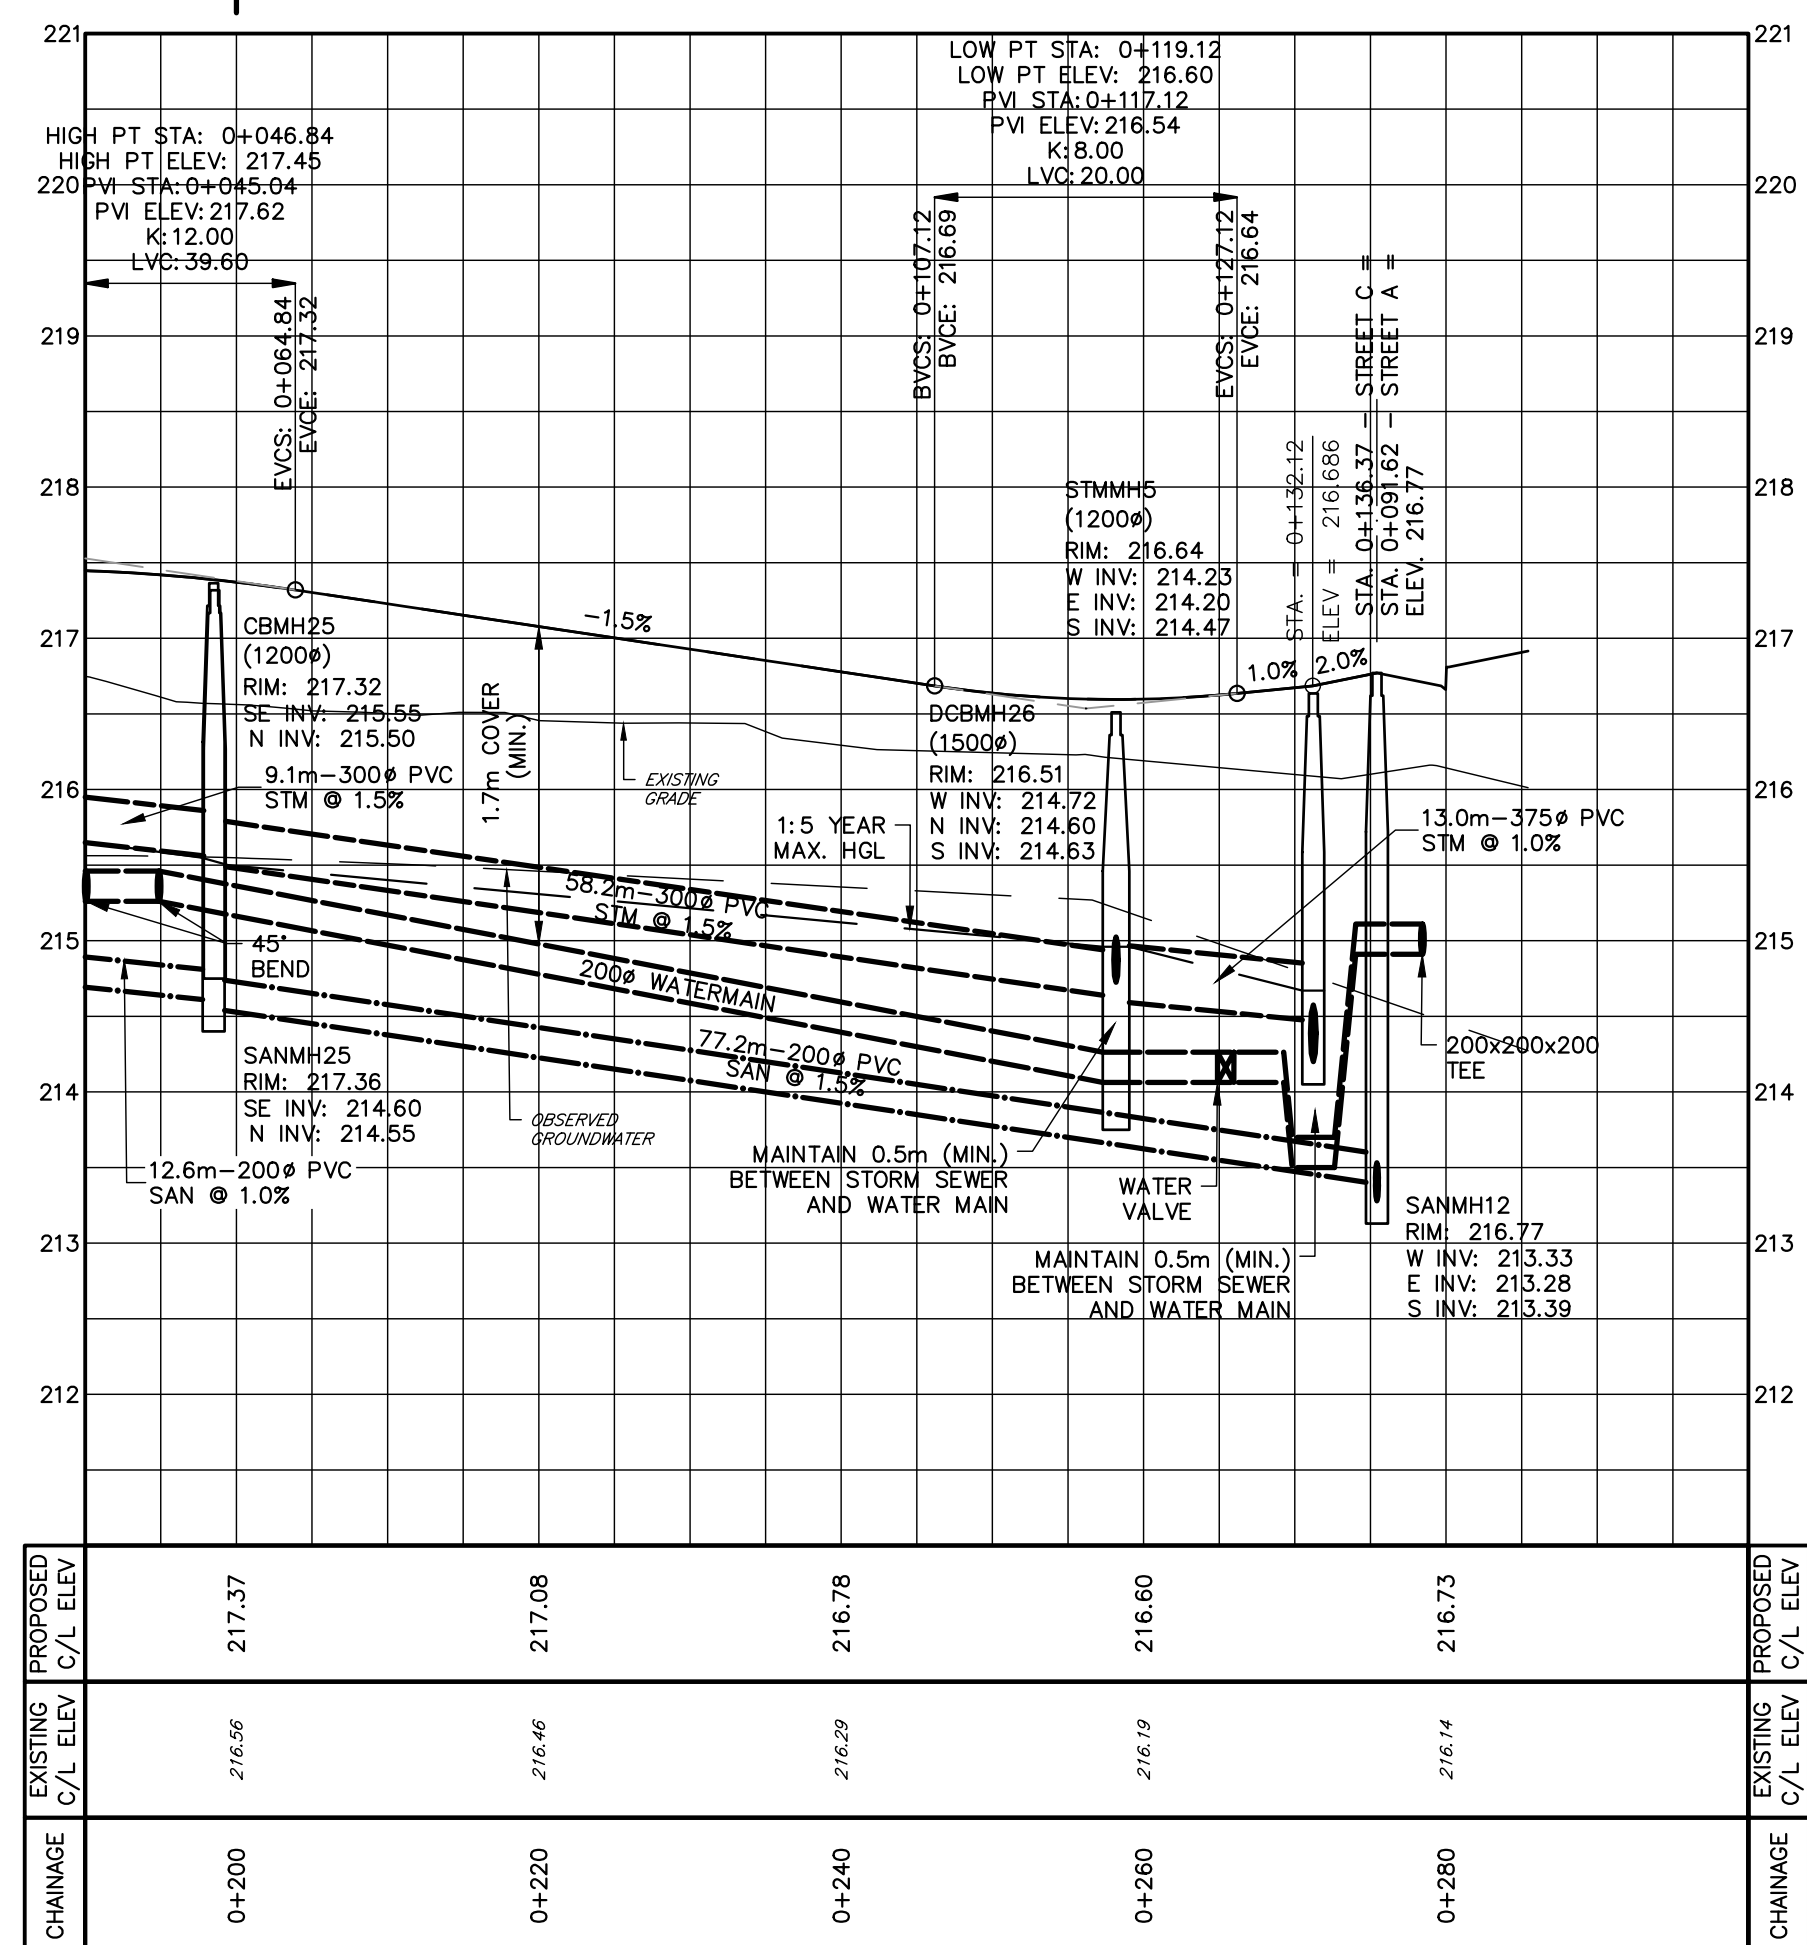 221
221
LOW PT STA: 0+119.12
LOW PT ELEV: 216.60
PVI STA:0+117.12
PVI ELEV:216.54
K:8.00
LVC:20.00
HIGH PT STA: 0+046.84
HIGH PT ELEV: 217.45
PVI STA:0+045.04
PVI ELEV:217.62
K:12.00
LVC:39.60
220
220
EVCS: 0+064.84
EVCE: 217.32
BVCS: 0+107.12
BVCE: 216.69
EVCS: 0+127.12
EVCE: 216.64
219
219
STA. = 0+132.12
ELEV = 216.686
STA. 0+136.37 – STREET C =
STA. 0+091.62 – STREET A =
ELEV. 216.77
218
218
STMMH5
(1200ø)
RIM: 216.64
W INV: 214.23
E INV: 214.20
S INV: 214.47
217
217
–1.5%
1.0%
2.0%
CBMH25
(1200ø)
RIM: 217.32
SE INV: 215.55
N INV: 215.50
1.7m COVER
(MIN.)
EXISTING
GRADE
DCBMH26
(1500ø)
RIM: 216.51
W INV: 214.72
N INV: 214.60
S INV: 214.63
9.1m–300ø PVC
STM @ 1.5%
216
216
1:5 YEAR
MAX. HGL
13.0m–375ø PVC
STM @ 1.0%
58.2m–300ø PVC
STM @ 1.5%
215
215
45°
BEND
200ø WATERMAIN
77.2m–200ø PVC
SAN @ 1.5%
200x200x200
TEE
SANMH25
RIM: 217.36
SE INV: 214.60
N INV: 214.55
214
214
OBSERVED
GROUNDWATER
12.6m–200ø PVC
SAN @ 1.0%
MAINTAIN 0.5m (MIN.)
BETWEEN STORM SEWER
AND WATER MAIN
WATER
VALVE
MAINTAIN 0.5m (MIN.)
BETWEEN STORM SEWER
AND WATER MAIN
SANMH12
RIM: 216.77
W INV: 213.33
E INV: 213.28
S INV: 213.39
213
213
212
212
PROPOSED
C/L ELEV
217.37
217.08
216.78
216.60
216.73
PROPOSED
C/L ELEV
EXISTING
C/L ELEV
216.56
216.46
216.29
216.19
216.14
EXISTING
C/L ELEV
CHAINAGE
0+200
0+220
0+240
0+260
0+280
CHAINAGE